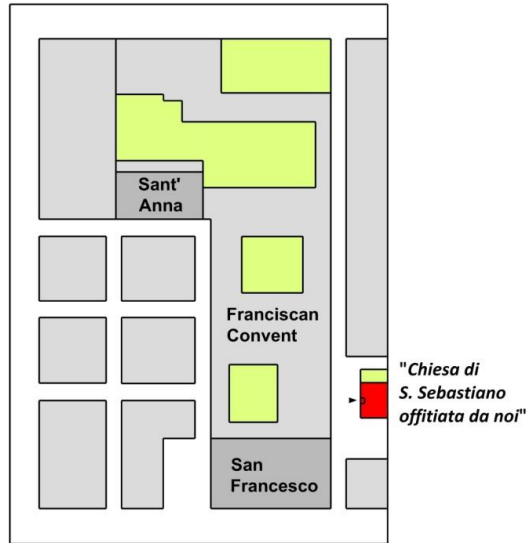 Sant'
Anna
Franciscan
Convent
"Chiesa di
S. Sebastiano
offitiata da noi"
San
Francesco